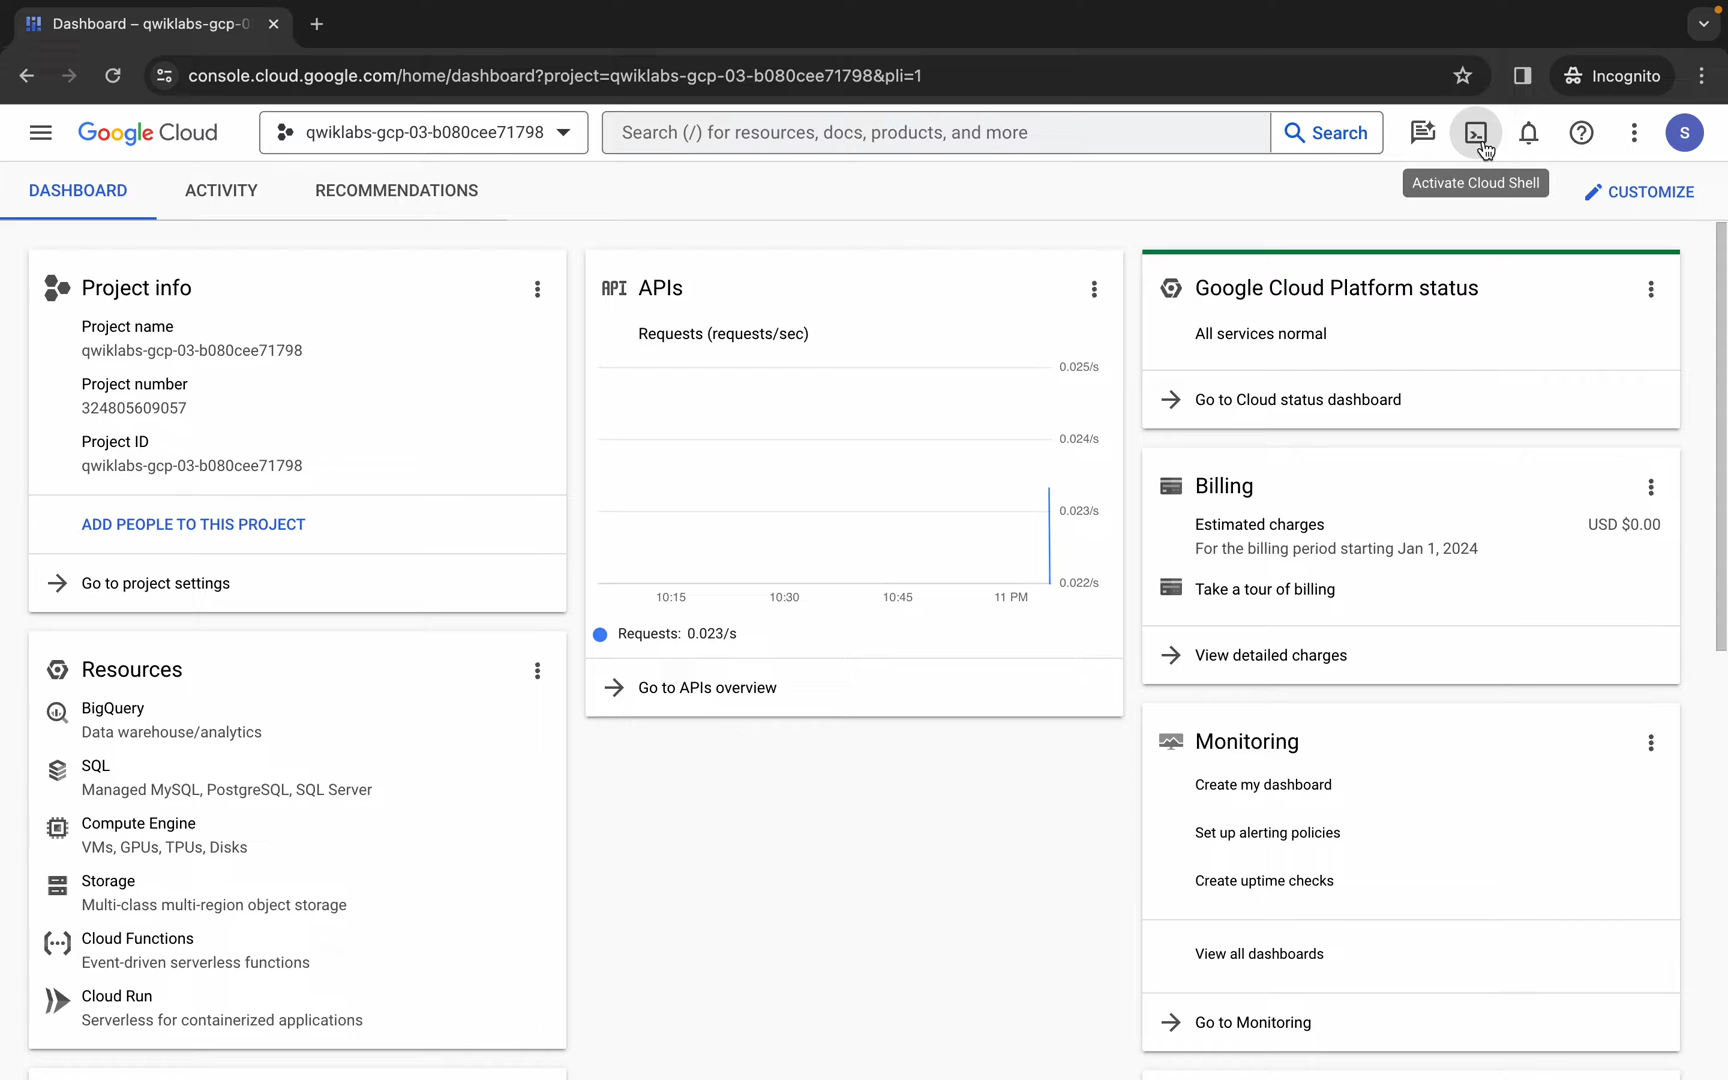 Dashboard – qwiklabs-gcp-0
console.cloud.google.com/home/dashboard?project=qwiklabs-gcp-03-b080cee71798&pli=1
Incognito
Google Cloud
qwiklabs-gcp-03-b080cee71798
Search (/) for resources, docs, products, and more
Search
S
DASHBOARD
ACTIVITY
RECOMMENDATIONS
Activate Cloud Shell
CUSTOMIZE
Project info
Project name
qwiklabs-gcp-03-b080cee71798
Project number
324805609057
Project ID
qwiklabs-gcp-03-b080cee71798
ADD PEOPLE TO THIS PROJECT
Go to project settings
Resources
BigQuery
Data warehouse/analytics
SQL
Managed MySQL, PostgreSQL, SQL Server
Compute Engine
VMs, GPUs, TPUs, Disks
Storage
Multi-class multi-region object storage
Cloud Functions
Event-driven serverless functions
Cloud Run
Serverless for containerized applications
API APIs
Requests (requests/sec)
0.025/s
0.024/s
0.023/s
0.022/s
10:15
10:30
10:45
11 PM
Requests: 0.023/s
Go to APIs overview
Google Cloud Platform status
All services normal
Go to Cloud status dashboard
Billing
Estimated charges
USD $0.00
For the billing period starting Jan 1, 2024
Take a tour of billing
View detailed charges
Monitoring
Create my dashboard
Set up alerting policies
Create uptime checks
View all dashboards
Go to Monitoring